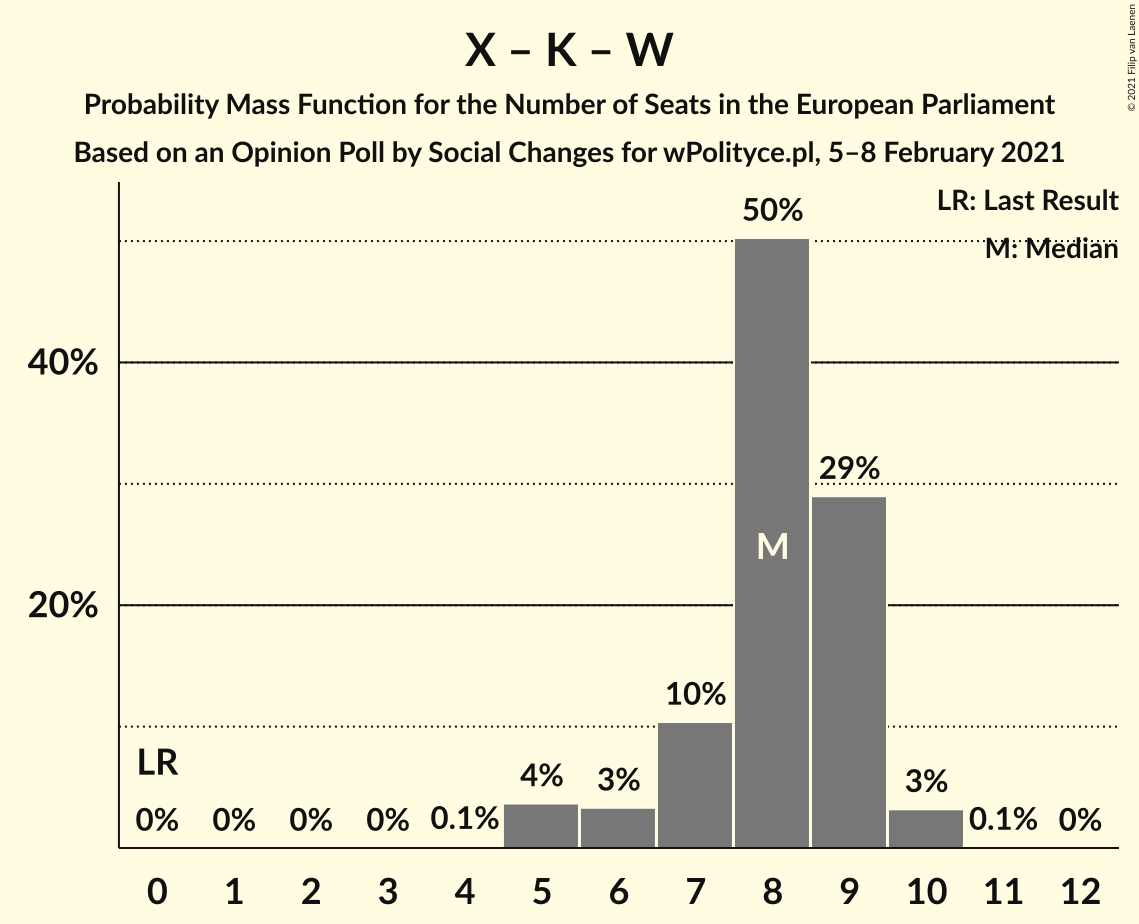 X – K – W
Probability Mass Function for the Number of Seats in the European Parliament
Based on an Opinion Poll by Social Changes for wPolityce.pl, 5–8 February 2021
© 2021 Filip van Laenen
LR: Last Result
M: Median
50%
40%
29%
M
20%
10%
LR
4%
3%
3%
0%
0%
0%
0%
0.1%
0.1%
0%
0 1 2 3 4 5 6 7 8 9 10 11 12